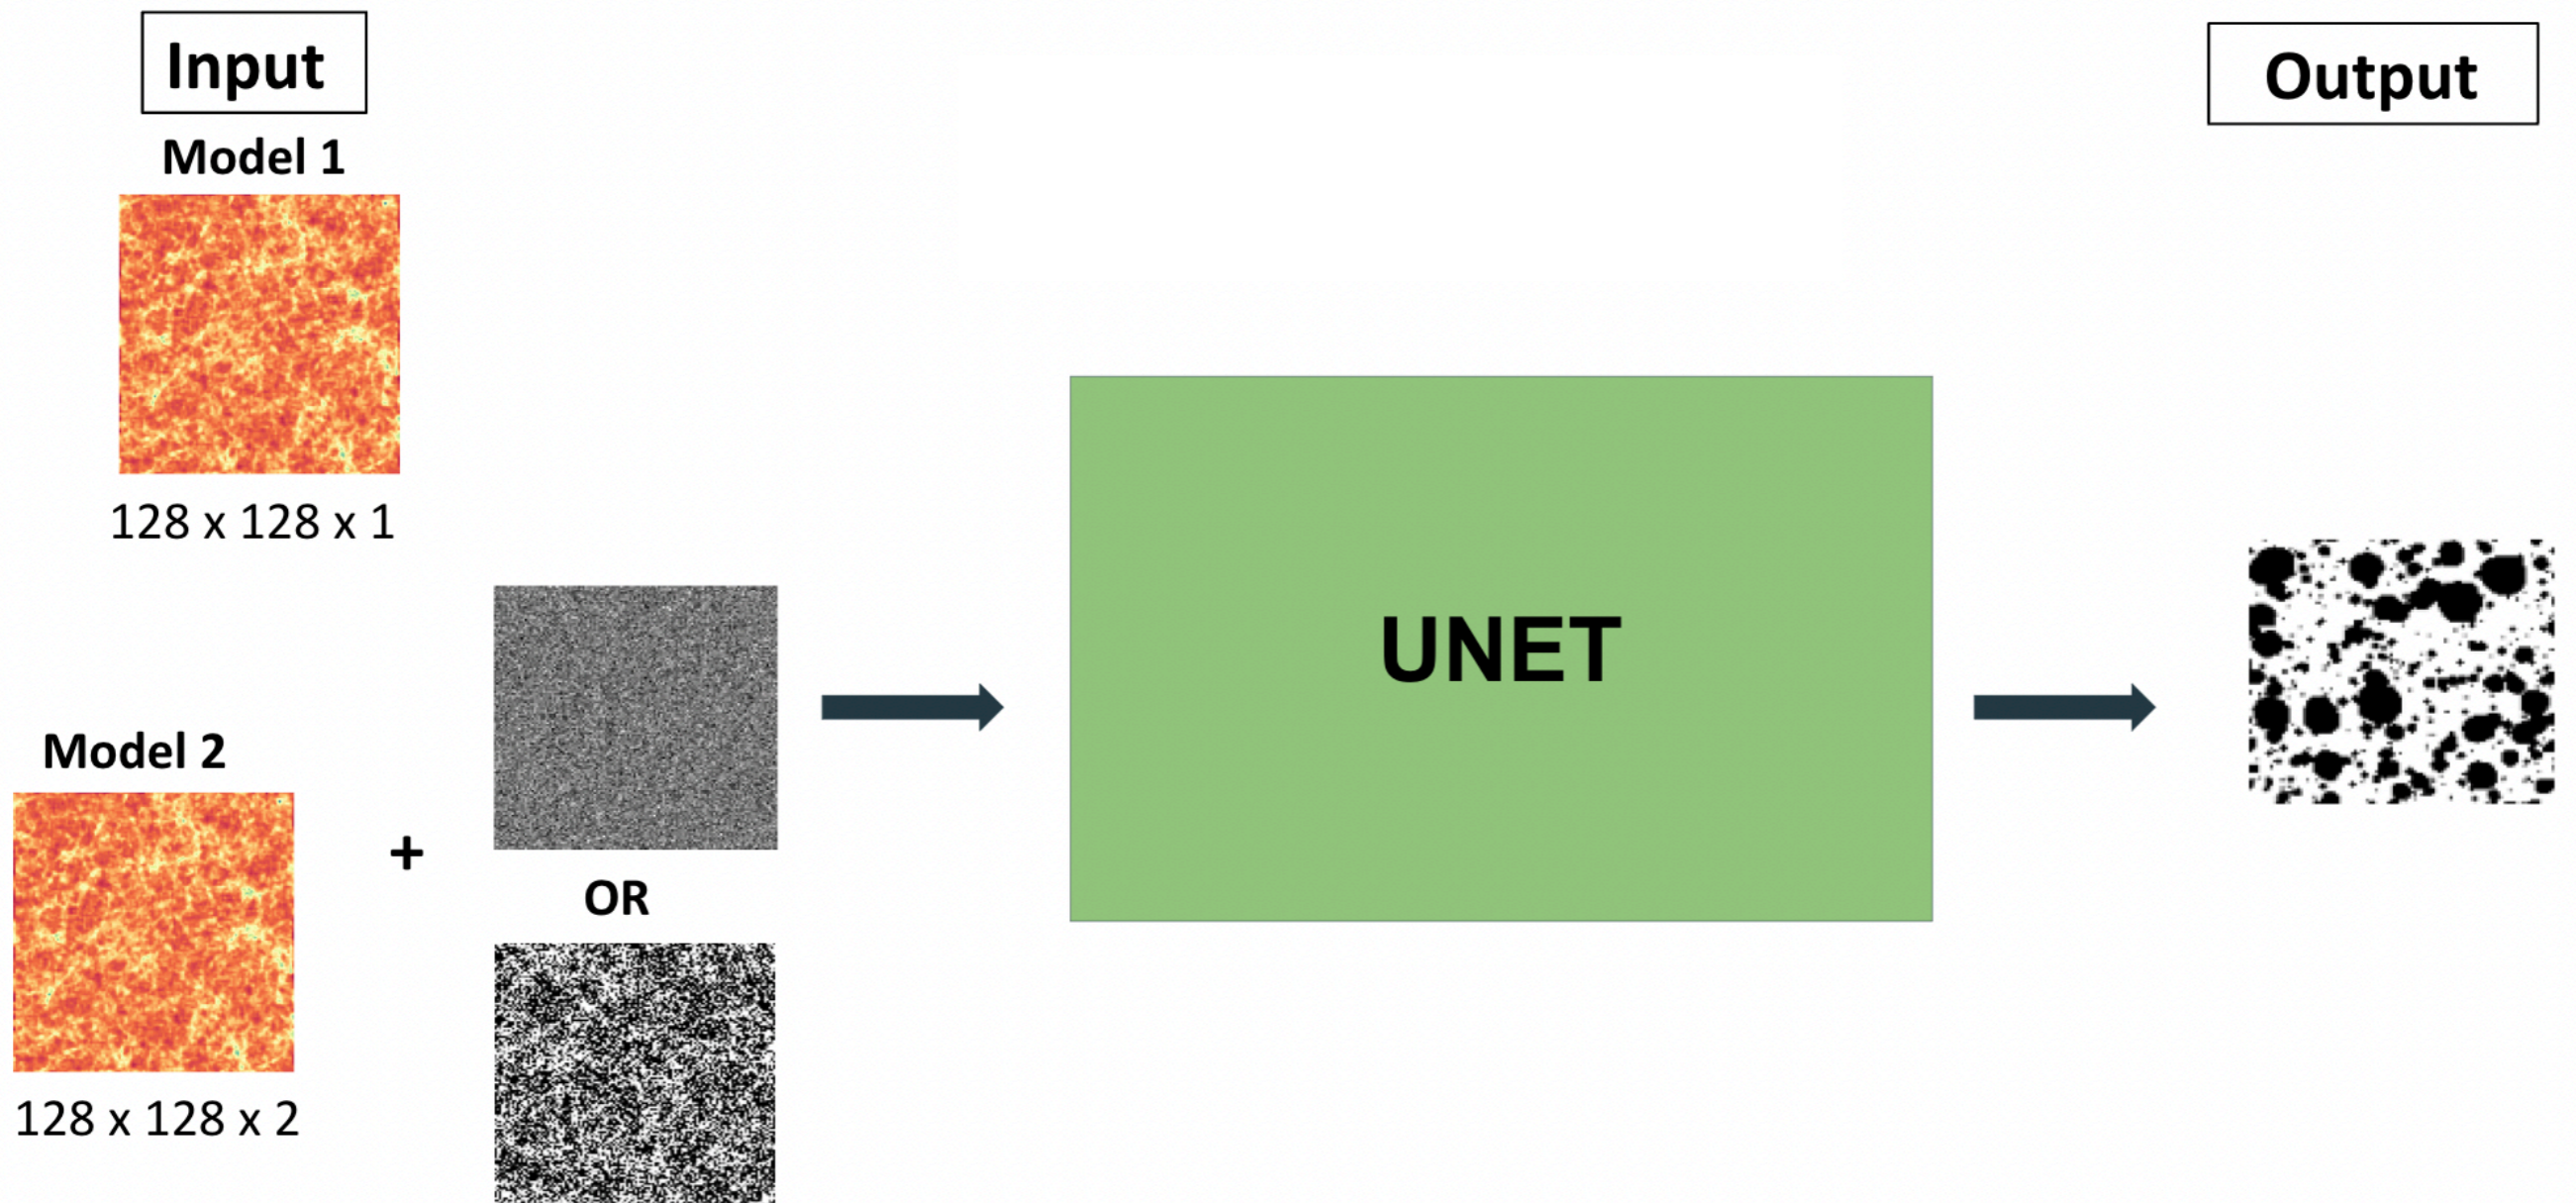 Input
Model 1
128 x 128 x 1
Model 2
128 x 128 x 2
+
OR
UNET
Output